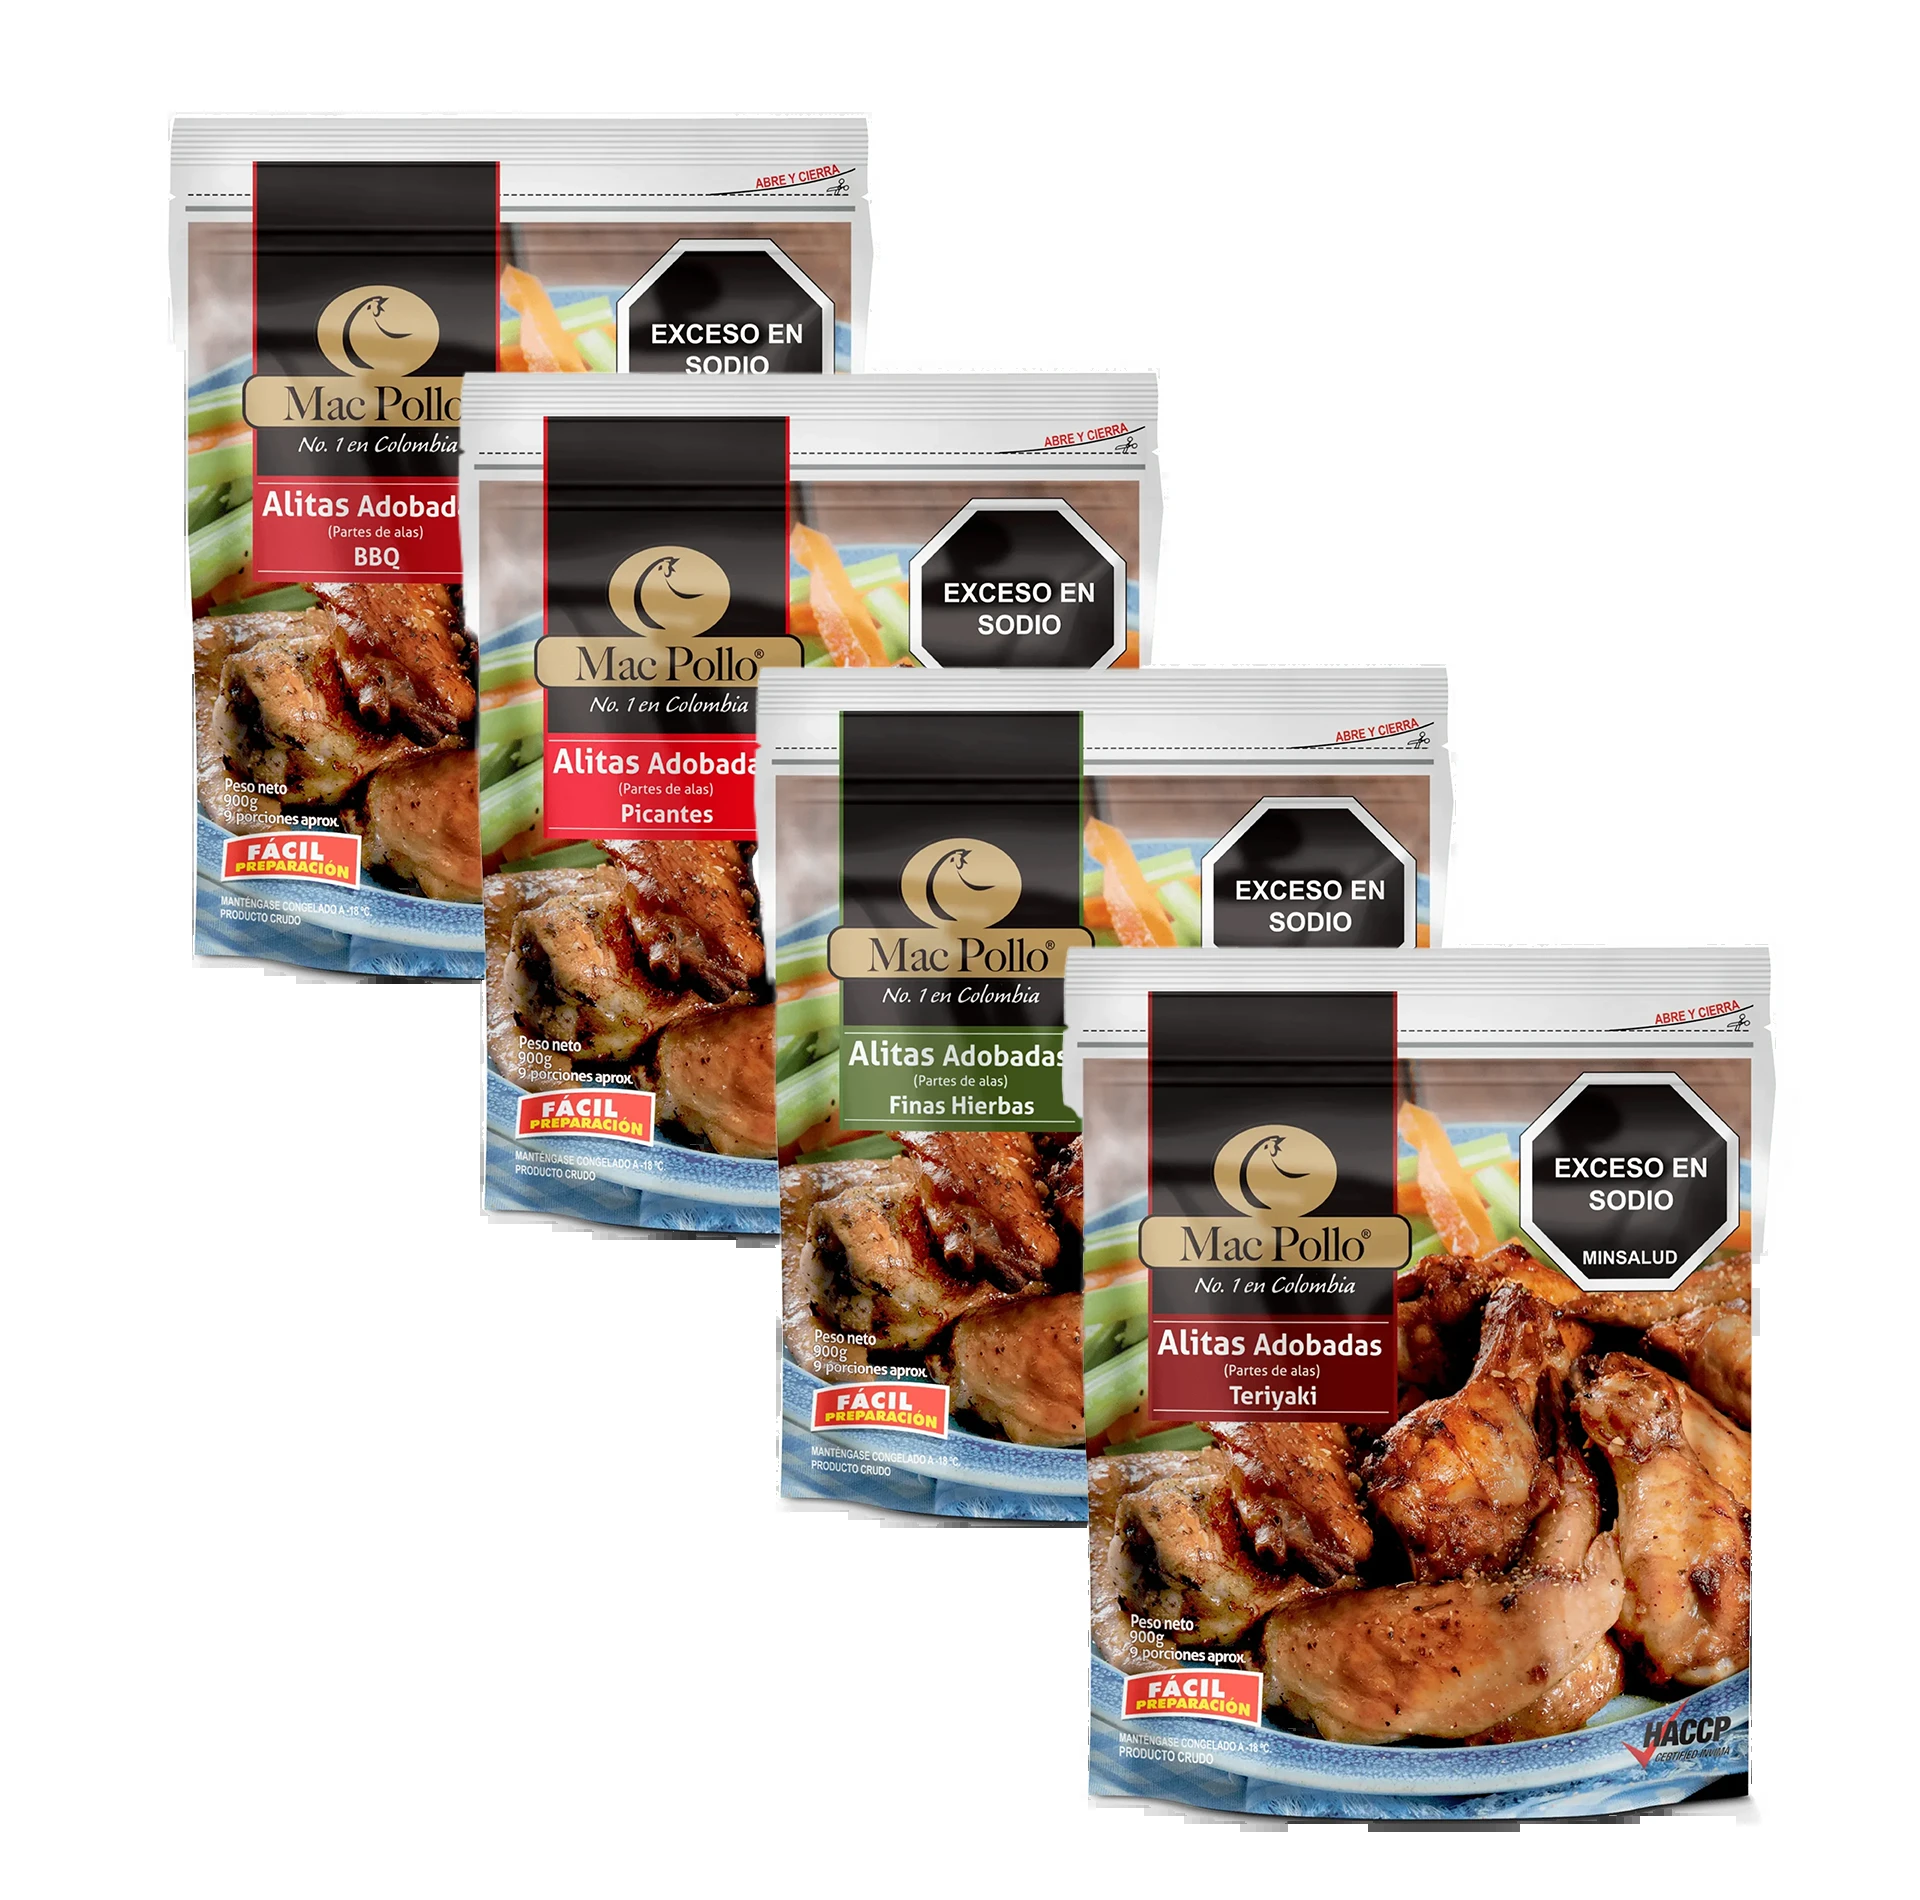 ABRE Y CIERRA
EXCESO EN
SODIO
Mac Pollo
No. 1 en Colombia
Alitas Adobad
(Partes de alas)
BBQ
Peso neto
900g
9 porciones aprox.
FÁCIL
PREPARACIÓN
MANTÉNGASE CONGELADO A -18 °C.
PRODUCTO CRUDO
ABRE Y CIERRA
EXCESO EN
SODIO
Mac Pollo®
No. 1 en Colombia
Alitas Adobada
(Partes de alas)
Picantes
Peso neto
900g
9 porciones aprox.
FÁCIL
PREPARACIÓN
MANTÉNGASE CONGELADO A -18 °C.
PRODUCTO CRUDO
ABRE Y CIERRA
EXCESO EN
SODIO
Mac Pollo®
No. 1 en Colombia
Alitas Adobadas
(Partes de alas)
Finas Hierbas
Peso neto
900g
9 porciones aprox.
FÁCIL
PREPARACIÓN
MANTÉNGASE CONGELADO A -18 °C.
PRODUCTO CRUDO
ABRE Y CIERRA
EXCESO EN
SODIO
MINSALUD
Mac Pollo®
No. 1 en Colombia
Alitas Adobadas
(Partes de alas)
Teriyaki
Peso neto
900g
9 porciones aprox.
FÁCIL
PREPARACIÓN
MANTÉNGASE CONGELADO A -18 °C.
PRODUCTO CRUDO
HACCP
CERTIFIED INVIMA